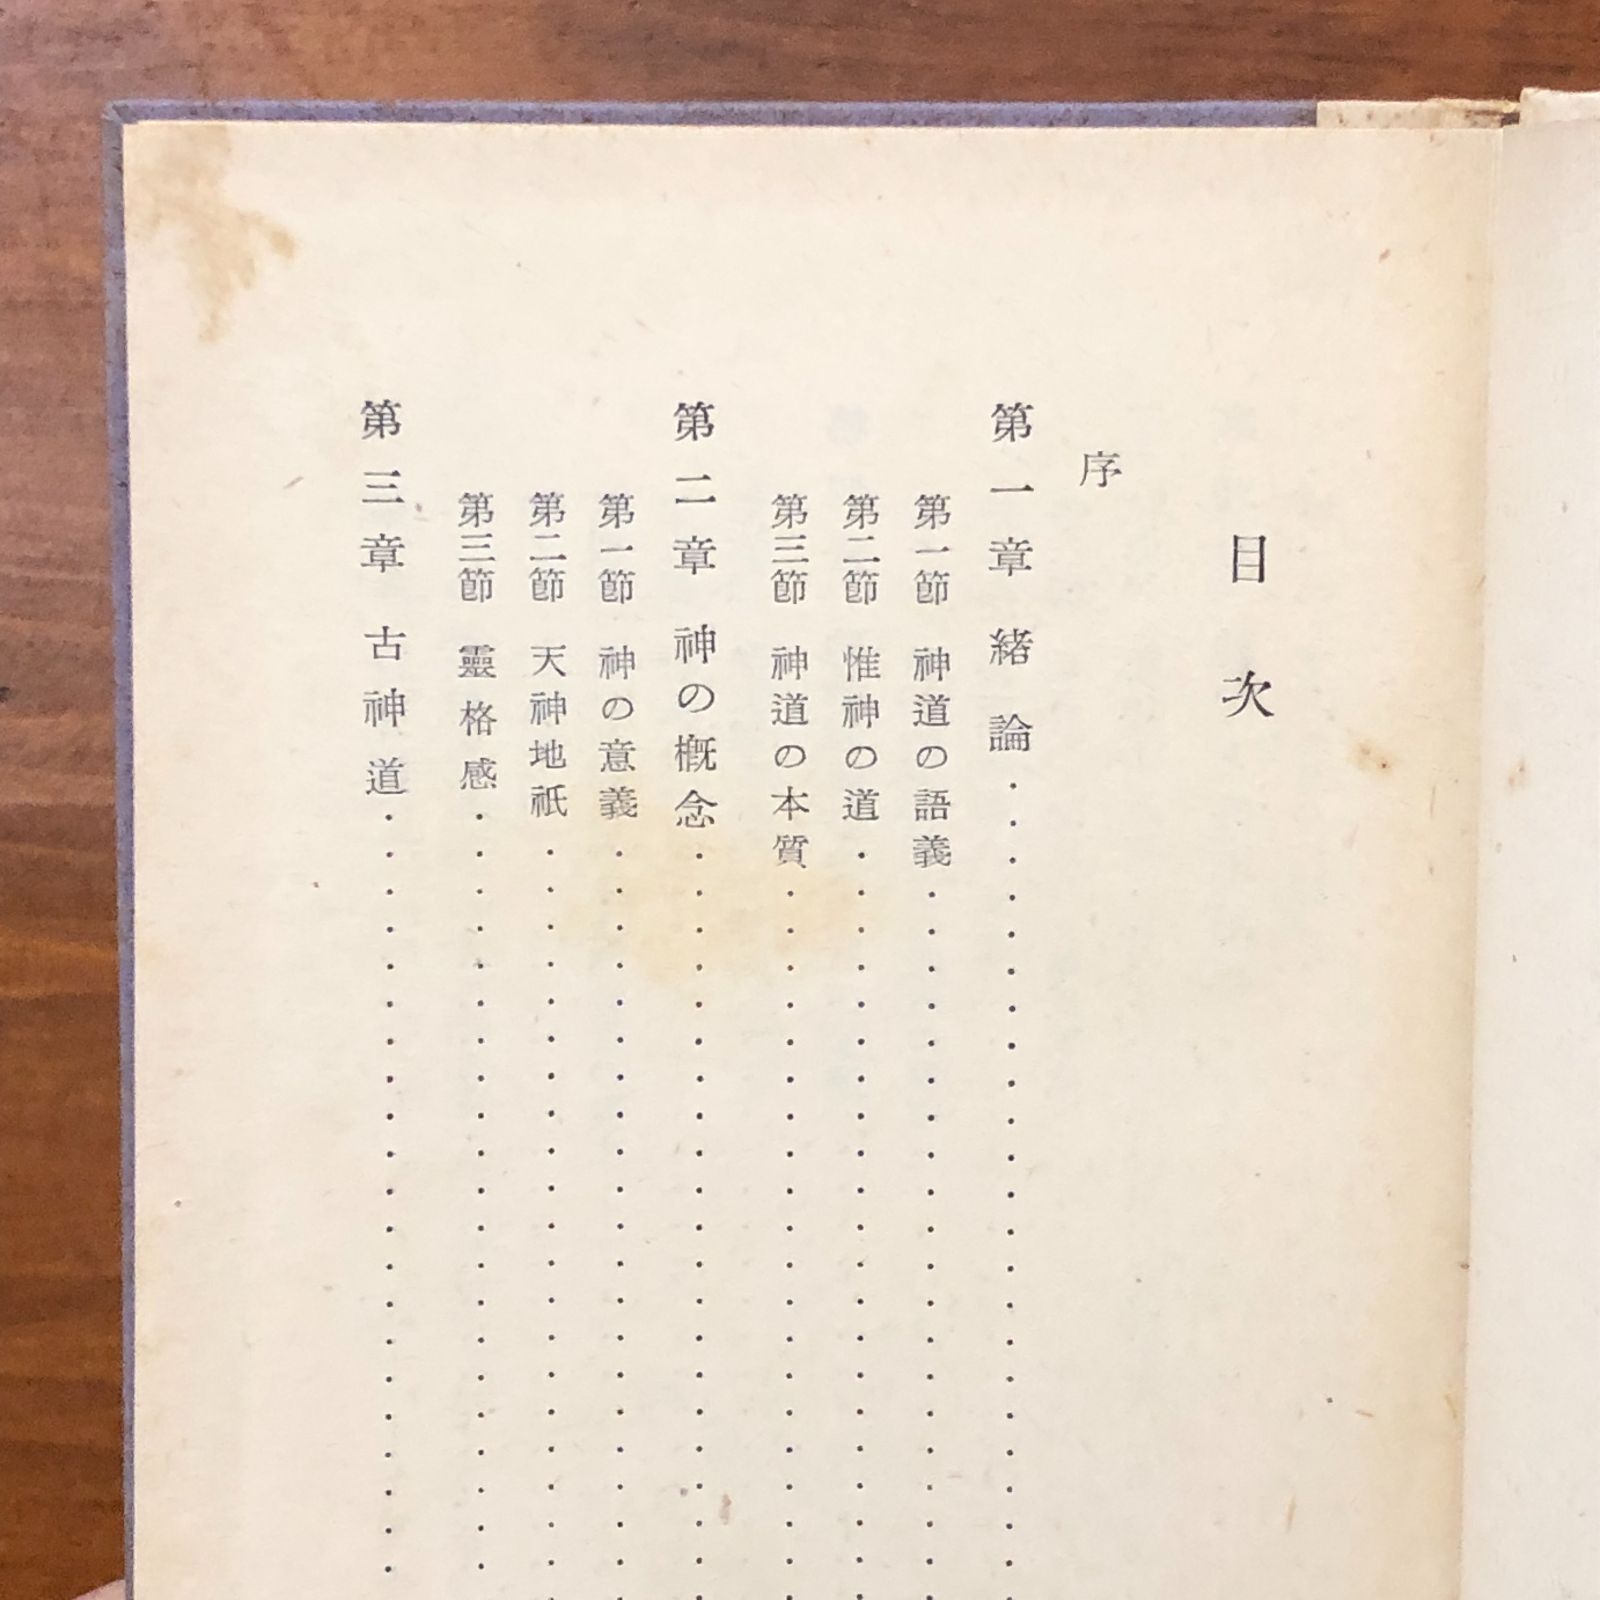 目次
序
第一章 緒論・・・・・・・・・・・・・・・・・・・・・・
第一節 神道の語義・・・・・・・・・・・・・・・・・・・・
第二節 惟神の道・・・・・・・・・・・・・・・・・・・・・
第三節 神道の本質・・・・・・・・・・・・・・・・・・・・
第二章 神の概念・・・・・・・・・・・・・・・・・・・・・
第一節 神の意義・・・・・・・・・・・・・・・・・・・・・
第二節 天神地祇・・・・・・・・・・・・・・・・・・・・・
第三節 靈格感・・・・・・・・・・・・・・・・・・・・・
第三章 古神道・・・・・・・・・・・・・・・・・・・・・